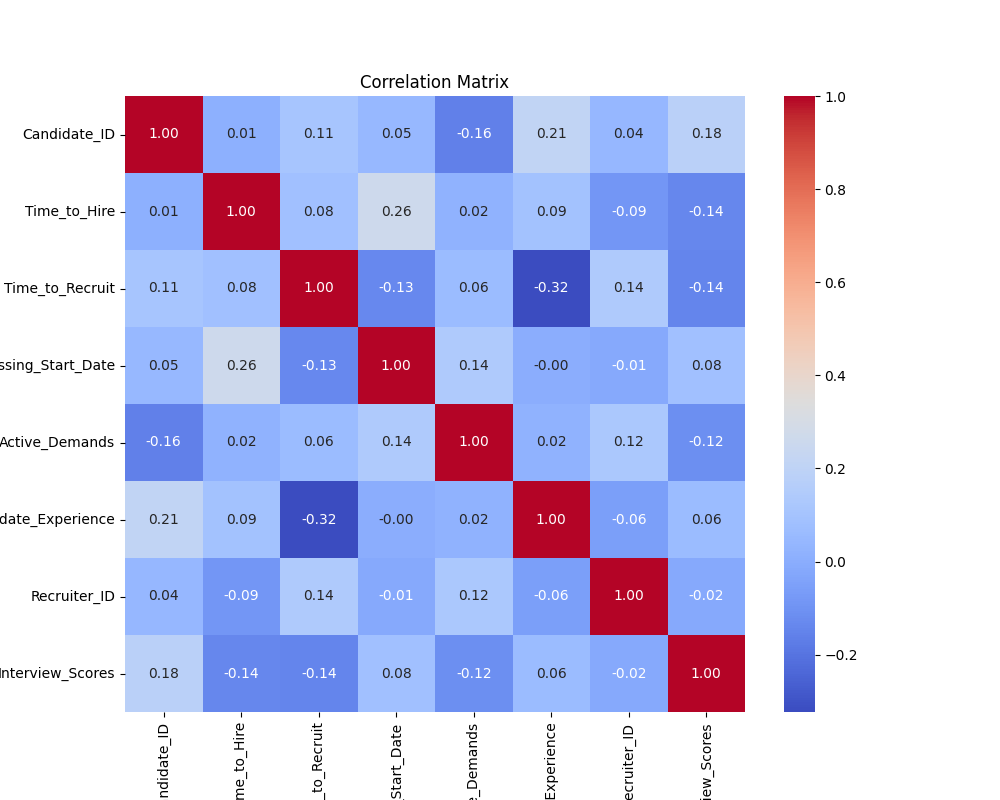 Correlation Matrix
Candidate_ID 1.00 0.01 0.11 0.05 -0.16 0.21 0.04 0.18
Time_to_Hire 0.01 1.00 0.08 0.26 0.02 0.09 -0.09 -0.14
Time_to_Recruit 0.11 0.08 1.00 -0.13 0.06 -0.32 0.14 -0.14
ssing_Start_Date 0.05 0.26 -0.13 1.00 0.14 -0.00 -0.01 0.08
Active_Demands -0.16 0.02 0.06 0.14 1.00 0.02 0.12 -0.12
date_Experience 0.21 0.09 -0.32 -0.00 0.02 1.00 -0.06 0.06
Recruiter_ID 0.04 -0.09 0.14 -0.01 0.12 -0.06 1.00 -0.02
Interview_Scores 0.18 -0.14 -0.14 0.08 -0.12 0.06 -0.02 1.00
ndidate_ID
me_to_Hire
_to_Recruit
_Start_Date
e_Demands
Experience
ecruiter_ID
iew_Scores
1.0
0.8
0.6
0.4
0.2
0.0
−0.2